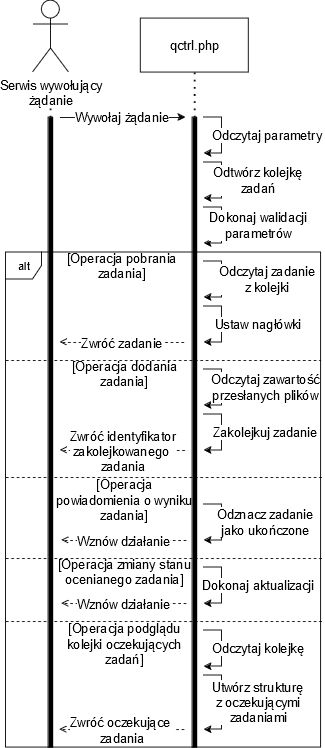 Serwis wywołujący
żądanie
qctrl.php
Wywołaj żądanie
Odczytaj parametry
Odtwórz kolejkę
zadań
Dokonaj walidacji
parametrów
alt
[Operacja pobrania
zadania]
Odczytaj zadanie
z kolejki
Ustaw nagłówki
Zwróć zadanie
[Operacja dodania
zadania]
Odczytaj zawartość
przesłanych plików
Zakolejkuj zadanie
Zwróć identyfikator
zakolejkowanego
zadania
[Operacja
powiadomienia o wyniku
zadania]
Odznacz zadanie
jako ukończone
Wznów działanie
[Operacja zmiany stanu
ocenianego zadania]
Dokonaj aktualizacji
Wznów działanie
[Operacja podglądu
kolejki oczekujących
zadań]
Odczytaj kolejkę
Utwórz strukturę
z oczekującymi
zadaniami
Zwróć oczekujące
zadania